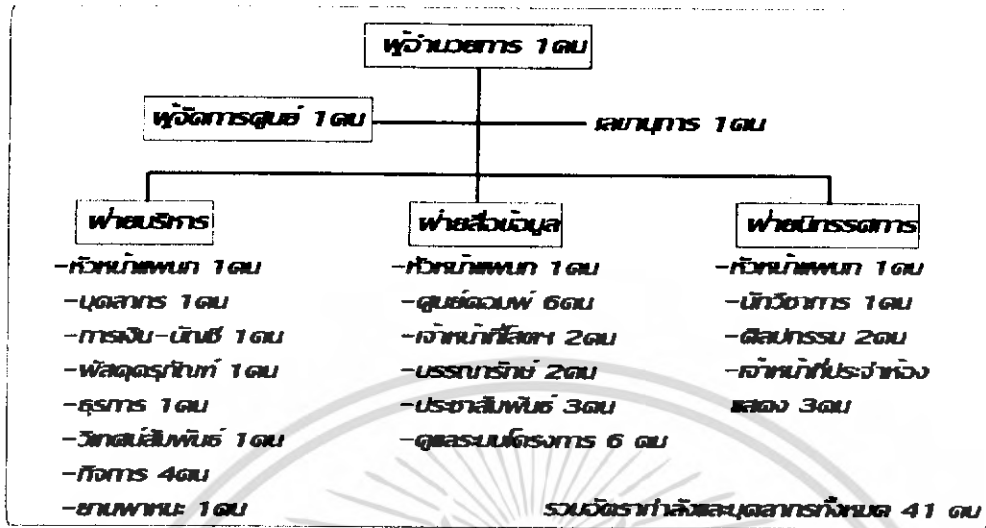 ผู้อำนวยการ 1คน
ผู้จัดการศูนย์ 1คน
เลขานุการ 1คน
ฝ่ายบริหาร
-หัวหน้าแผนก 1คน
-บุคลากร 1คน
-การเงิน-บัญชี 1คน
-พัสดุครุภัณฑ์ 1คน
-ธุรการ 1คน
-วิเทศน์สัมพันธ์ 1คน
-กิจการ 4คน
-ยานพาหนะ 1คน
ฝ่ายสื่อข้อมูล
-หัวหน้าแผนก 1คน
-ศูนย์คอมพ์ 6คน
-เจ้าหน้าที่โสตฯ 2คน
-บรรณารักษ์ 2คน
-ประชาสัมพันธ์ 3คน
-ดูแลระบบโครงการ 6 คน
ฝ่ายนิทรรศการ
-หัวหน้าแผนก 1คน
-นักวิชาการ 1คน
-ศิลปกรรม 2คน
-เจ้าหน้าที่ประจำห้อง
แสดง 3คน
รวมอัตรากำลังและบุคลากรทั้งหมด 41 คน